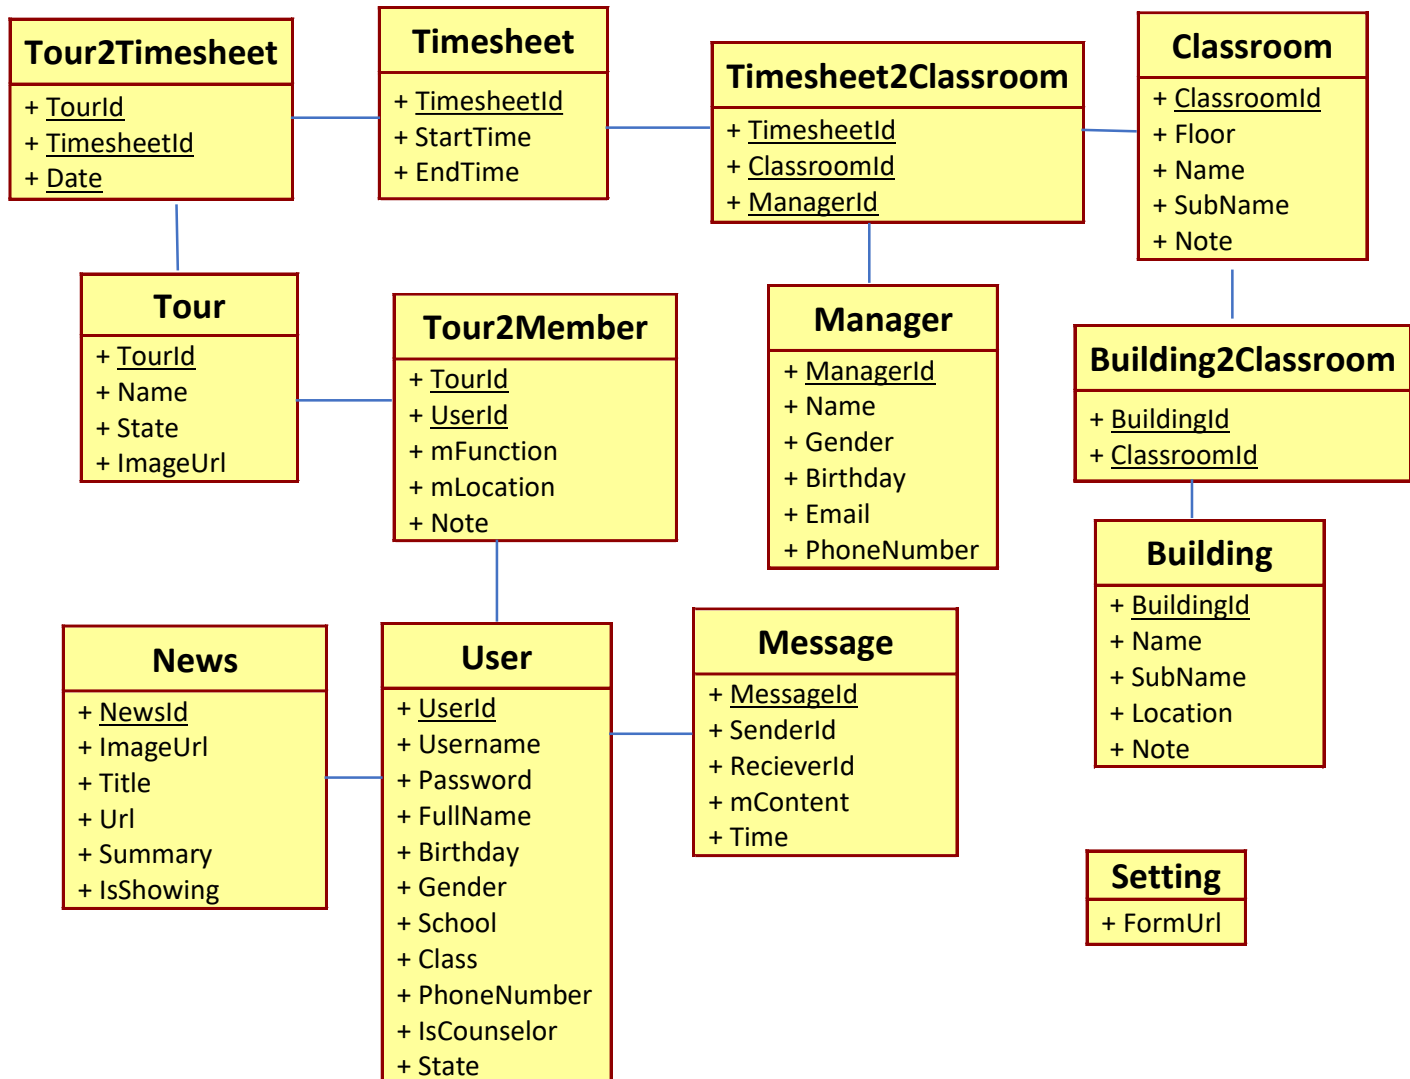 Tour2Timesheet
+ TourId
+ TimesheetId
+ Date
Timesheet
+ TimesheetId
+ StartTime
+ EndTime
Timesheet2Classroom
+ TimesheetId
+ ClassroomId
+ ManagerId
Classroom
+ ClassroomId
+ Floor
+ Name
+ SubName
+ Note
Tour
+ TourId
+ Name
+ State
+ ImageUrl
Tour2Member
+ TourId
+ UserId
+ mFunction
+ mLocation
+ Note
Manager
+ ManagerId
+ Name
+ Gender
+ Birthday
+ Email
+ PhoneNumber
Building2Classroom
+ BuildingId
+ ClassroomId
Building
+ BuildingId
+ Name
+ SubName
+ Location
+ Note
News
+ NewsId
+ ImageUrl
+ Title
+ Url
+ Summary
+ IsShowing
User
+ UserId
+ Username
+ Password
+ FullName
+ Birthday
+ Gender
+ School
+ Class
+ PhoneNumber
+ IsCounselor
+ State
Message
+ MessageId
+ SenderId
+ RecieverId
+ mContent
+ Time
Setting
+ FormUrl